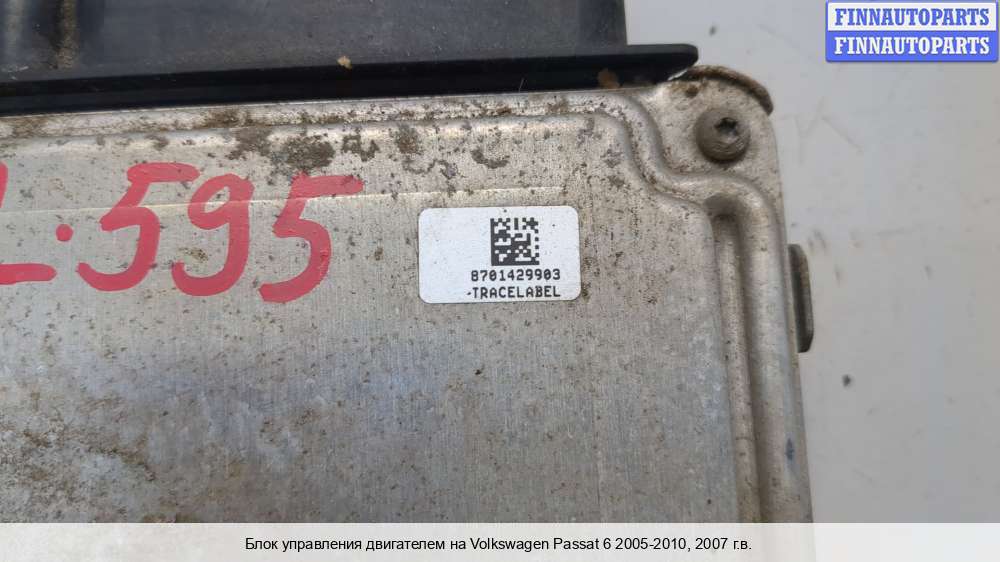 FINNAUTOPARTS
FINNAUTOPARTS
.595
8701429903
-TRACELABEL
Блок управления двигателем на Volkswagen Passat 6 2005-2010, 2007 г.в.